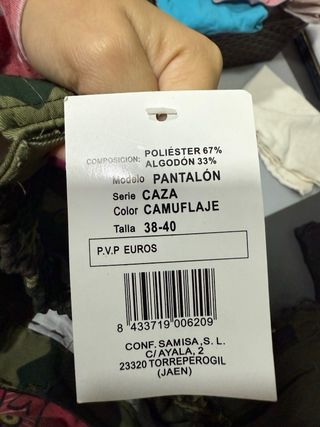 COMPOSICION: POLIÉSTER 67%
ALGODÓN 33%
Modelo PANTALÓN
Serie CAZA
Color CAMUFLAJE
Talla 38-40
P.V.P EUROS
8 433719 006209
CONF. SAMISA, S. L.
C/ AYALA, 2
23320 TORREPEROGIL
(JAEN)